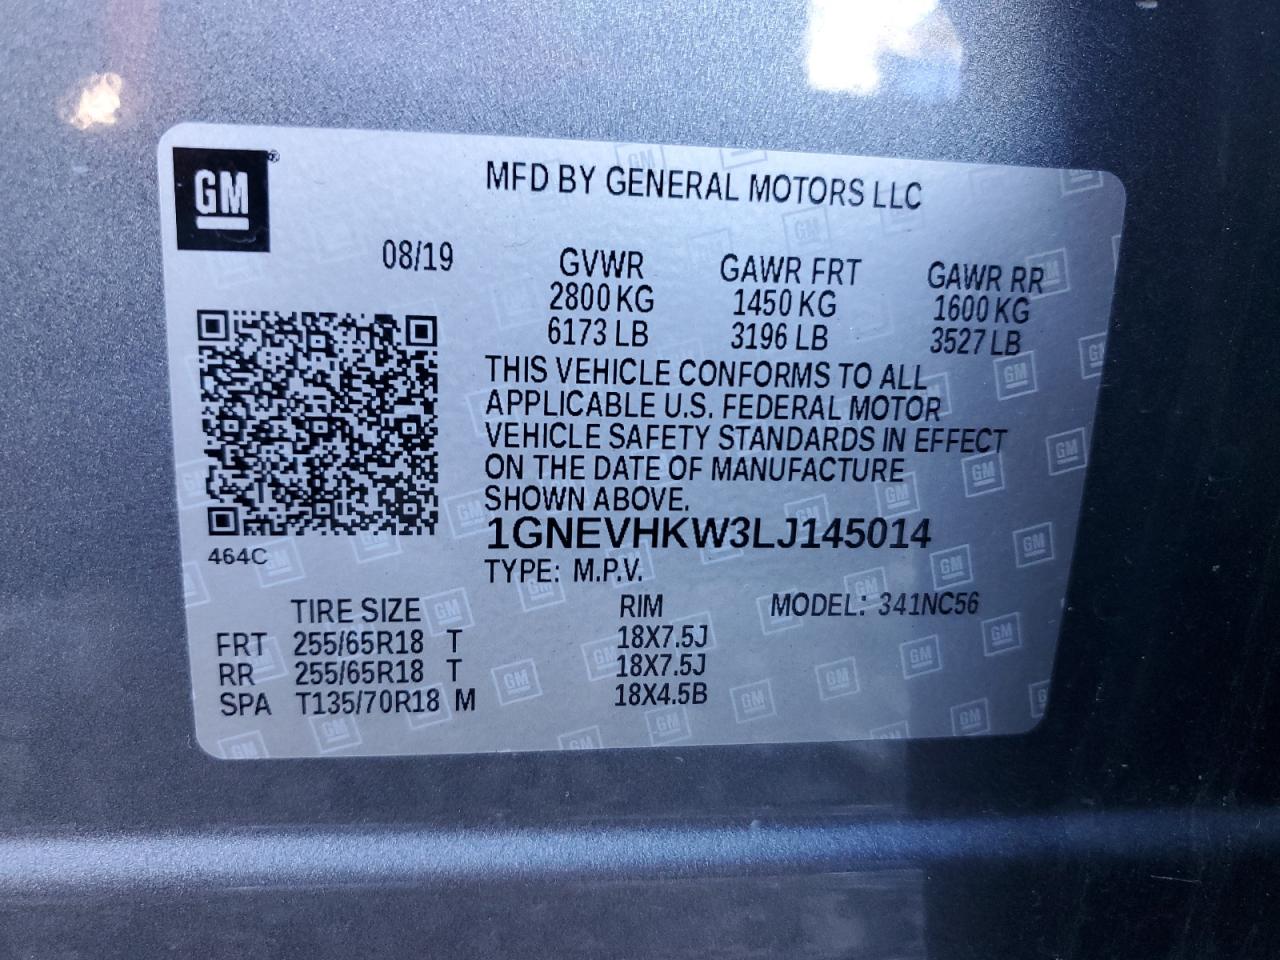 GM
MFD BY GENERAL MOTORS LLC
08/19
GVWR GAWR FRT GAWR RR
2800 KG 1450 KG 1600 KG
6173 LB 3196 LB 3527 LB
THIS VEHICLE CONFORMS TO ALL
APPLICABLE U.S. FEDERAL MOTOR
VEHICLE SAFETY STANDARDS IN EFFECT
ON THE DATE OF MANUFACTURE
SHOWN ABOVE.
1GNEVHKW3LJ145014
464C
TYPE: M.P.V.
TIRE SIZE RIM MODEL: 341NC56
FRT 255/65R18 T 18X7.5J
RR 255/65R18 T 18X7.5J
SPA T135/70R18 M 18X4.5B